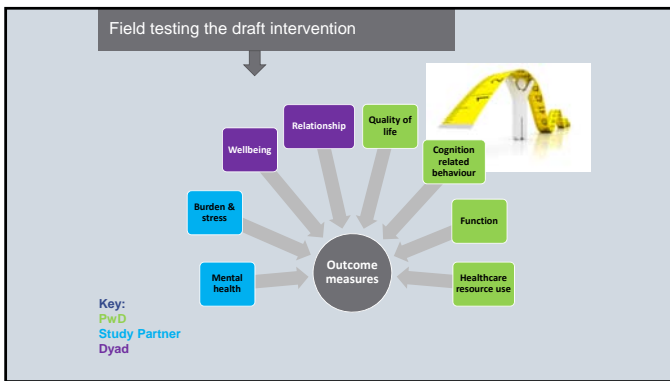 Field testing the draft intervention
Relationship
Quality of
life
Wellbeing
Cognition
related
behaviour
Burden &
stress
Function
Mental
health
Outcome
measures
Healthcare
resource use
Key:
PwD
Study Partner
Dyad